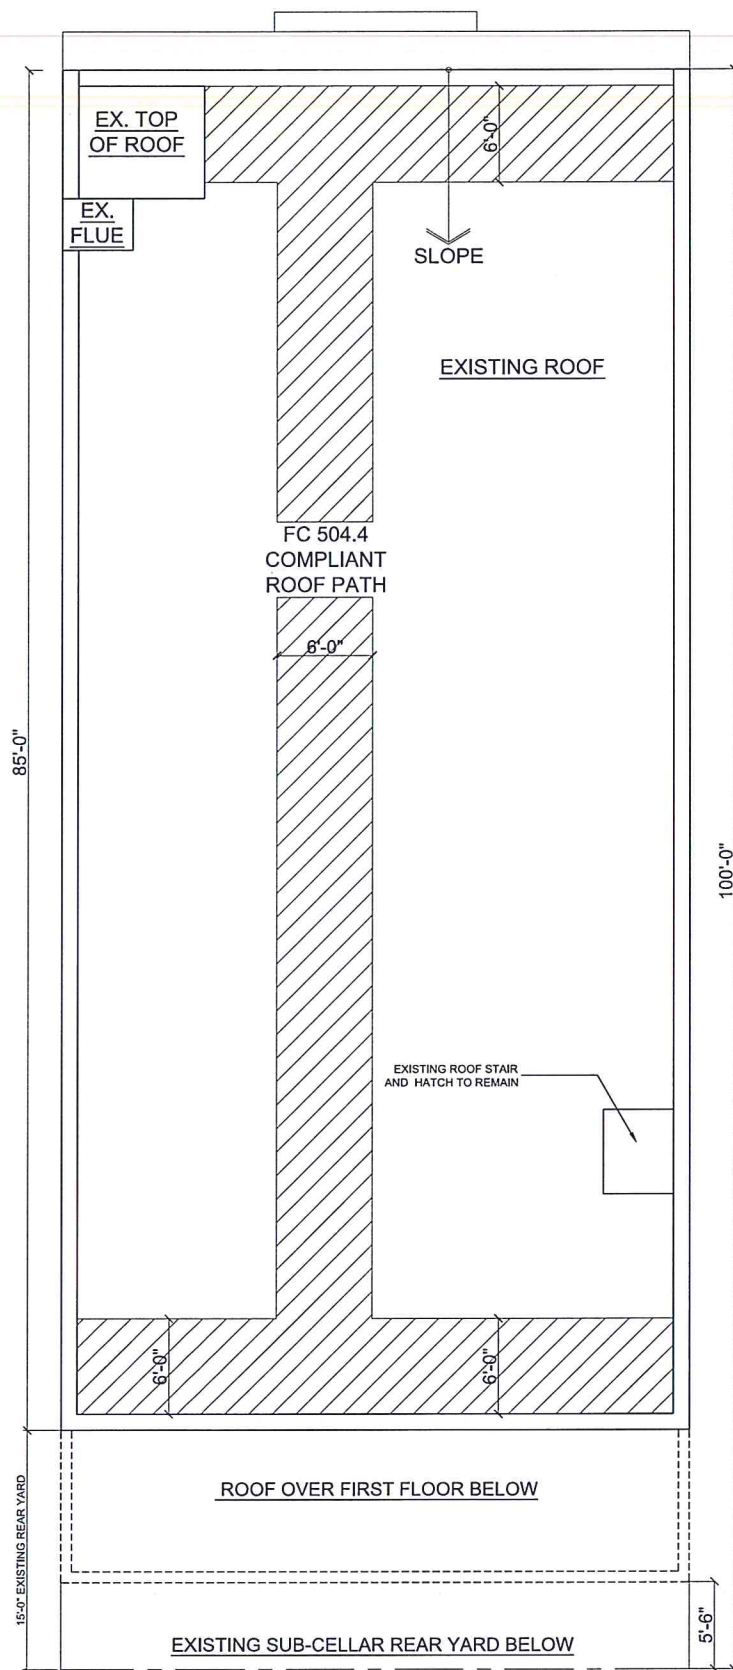 EX. TOP
OF ROOF
6'-0"
EX.
FLUE
SLOPE
EXISTING ROOF
FC 504.4
COMPLIANT
ROOF PATH
6'-0"
85'-0"
100'-0"
EXISTING ROOF STAIR
AND HATCH TO REMAIN
6'-0"
6'-0"
15'-0" EXISTING REAR YARD
ROOF OVER FIRST FLOOR BELOW
5'-6"
EXISTING SUB-CELLAR REAR YARD BELOW